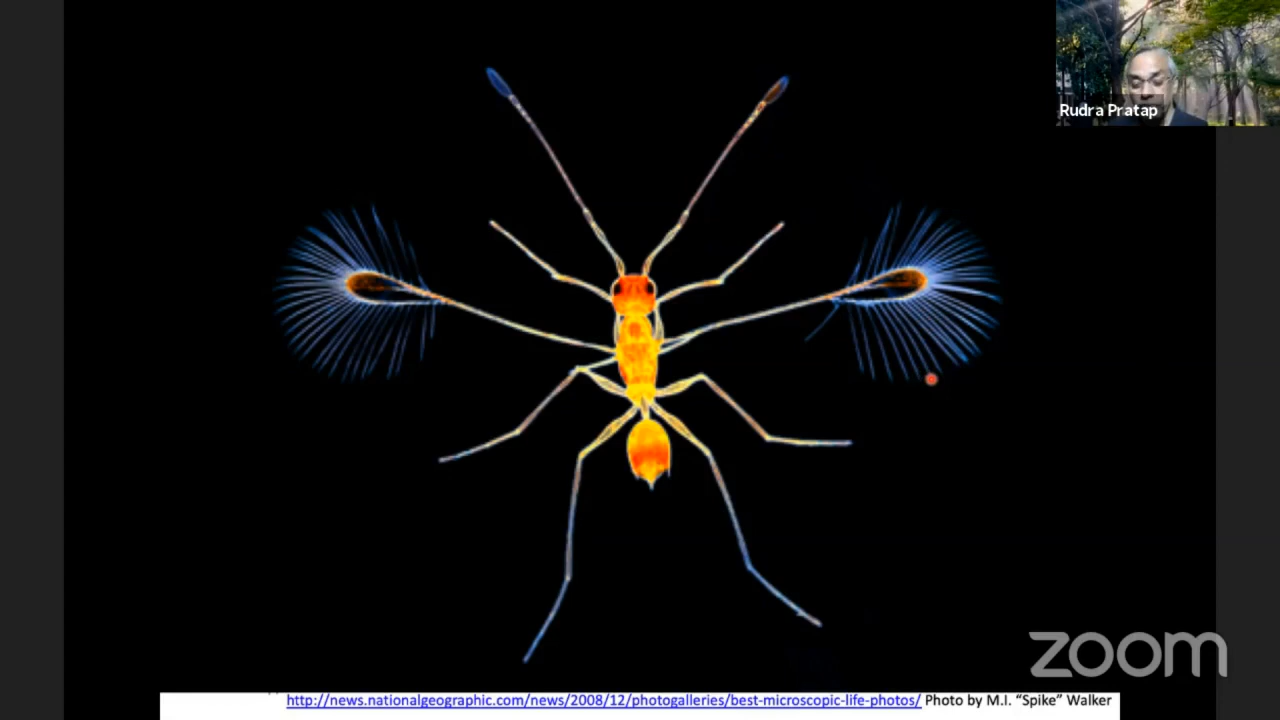 Rudra Pratap
zoom
http://news.nationalgeographic.com/news/2008/12/photogalleries/best-microscopic-life-photos/ Photo by M.I. “Spike” Walker